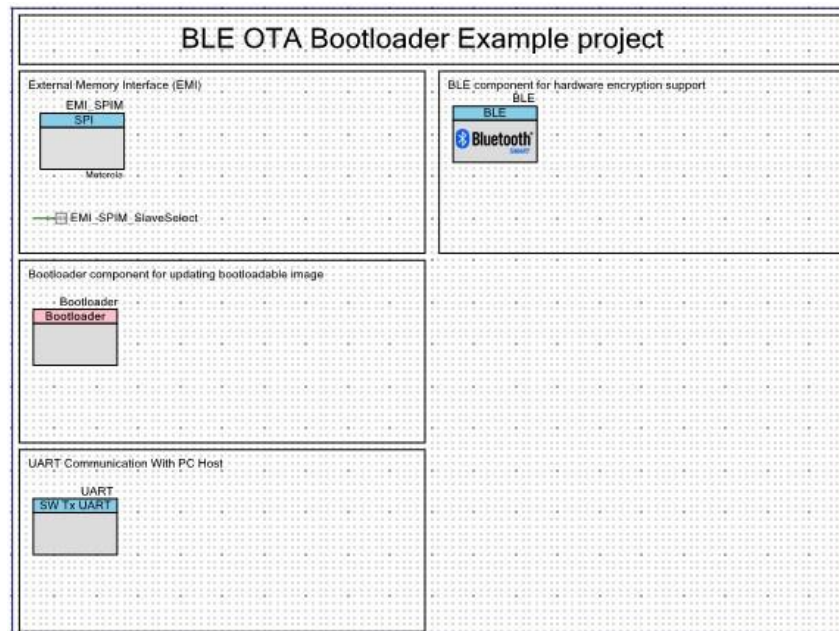 BLE OTA Bootloader Example project
External Memory Interface (EMI)
EMI_SPIM
SPI
Motorola
EMI_SPIM_SlaveSelect
BLE component for hardware encryption support
BLE
BLE
Bluetooth
SMART
Bootloader component for updating bootloadable image
Bootloader
Bootloader
UART Communication With PC Host
UART
SW Tx UART